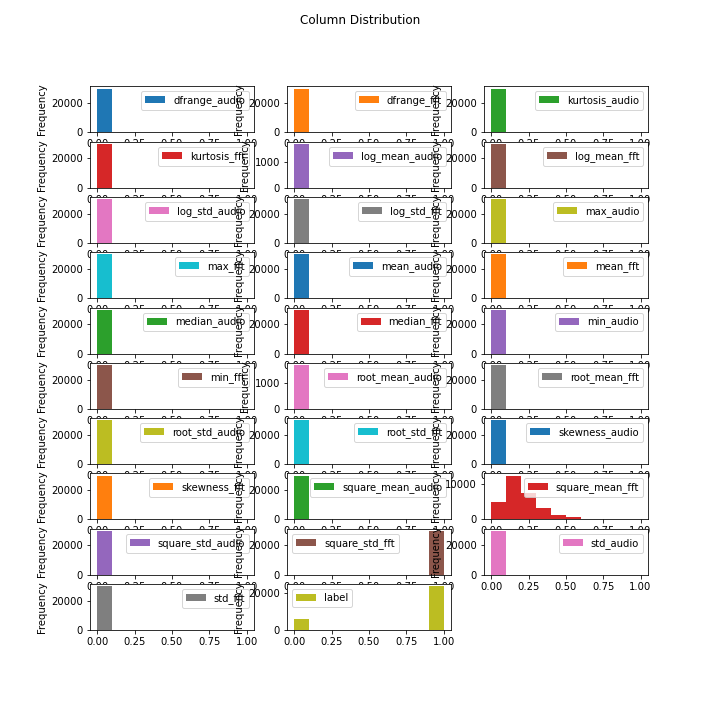 Column Distribution
Frequency 20000 0 dfrange_audio Frequency dfrange_fft Frequency 20000 0 kurtosis_audio
Frequency 20000 0 kurtosis_fft Frequency 1000 0 log_mean_audio Frequency 20000 0 log_mean_fft
Frequency 20000 0 log_std_audio Frequency 20000 0 log_std_fft Frequency 20000 0 max_audio
Frequency 20000 0 max_fft Frequency 20000 0 mean_audio Frequency 20000 0 mean_fft
Frequency 20000 0 median_audio Frequency 20000 0 median_fft Frequency 20000 0 min_audio
Frequency 20000 0 min_fft Frequency 1000 0 root_mean_audio Frequency 20000 0 root_mean_fft
Frequency 20000 0 root_std_audio Frequency 20000 0 root_std_fft Frequency 20000 0 skewness_audio
Frequency 20000 0 skewness_fft Frequency 20000 0 square_mean_audio Frequency 10000 0 square_mean_fft
Frequency 20000 0 square_std_audio Frequency 20000 0 square_std_fft Frequency 20000 0 std_audio
0.00 0.25 0.50 0.75 1.00
Frequency 20000 0 std_fft Frequency 20000 0 label
0.00 0.25 0.50 0.75 1.00 0.00 0.25 0.50 0.75 1.00